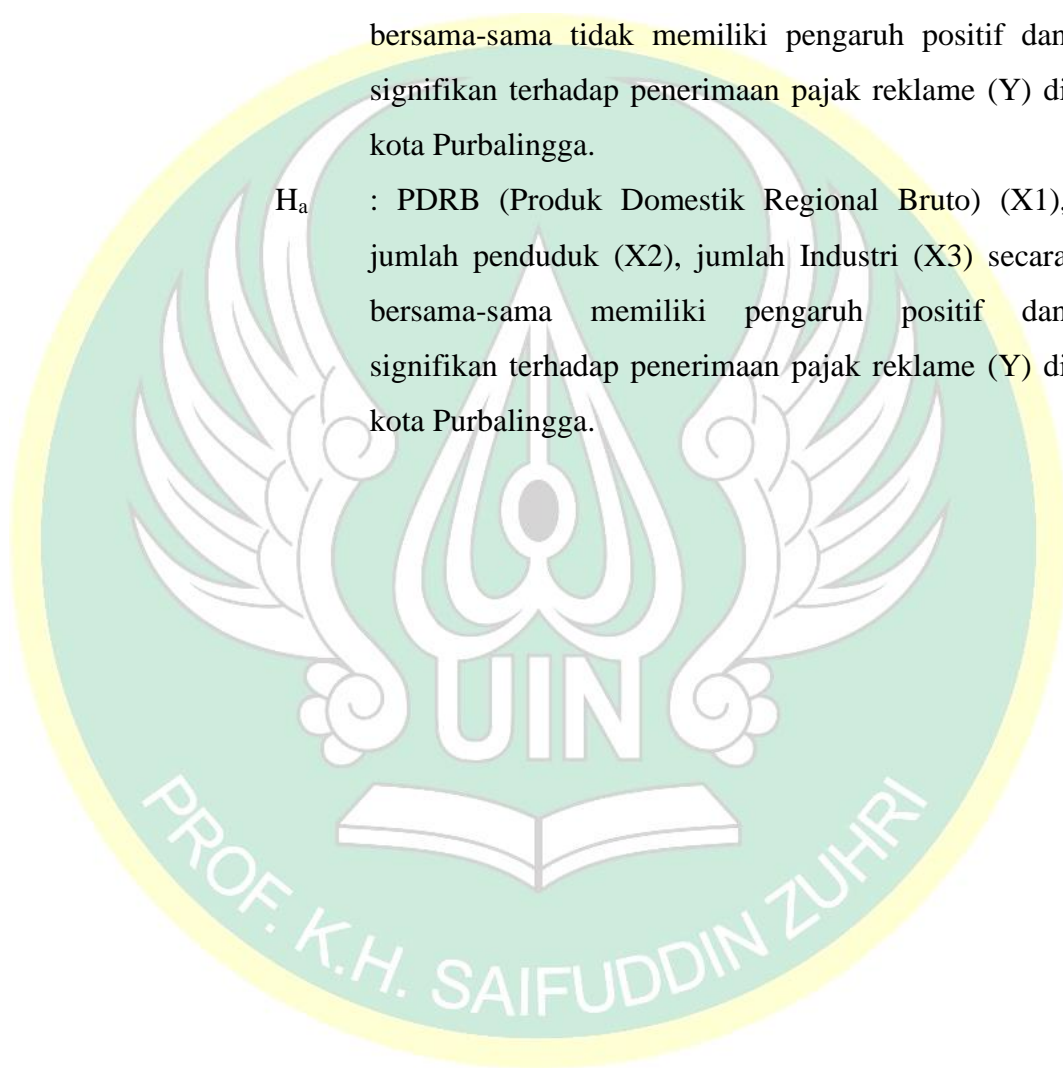 bersama-sama tidak memiliki pengaruh positif dan
signifikan terhadap penerimaan pajak reklame (Y) di
kota Purbalingga.
Ha : PDRB (Produk Domestik Regional Bruto) (X1),
jumlah penduduk (X2), jumlah Industri (X3) secara
bersama-sama memiliki pengaruh positif dan
signifikan terhadap penerimaan pajak reklame (Y) di
kota Purbalingga.
UIN
PROF. K.H. SAIFUDDIN ZUHRI